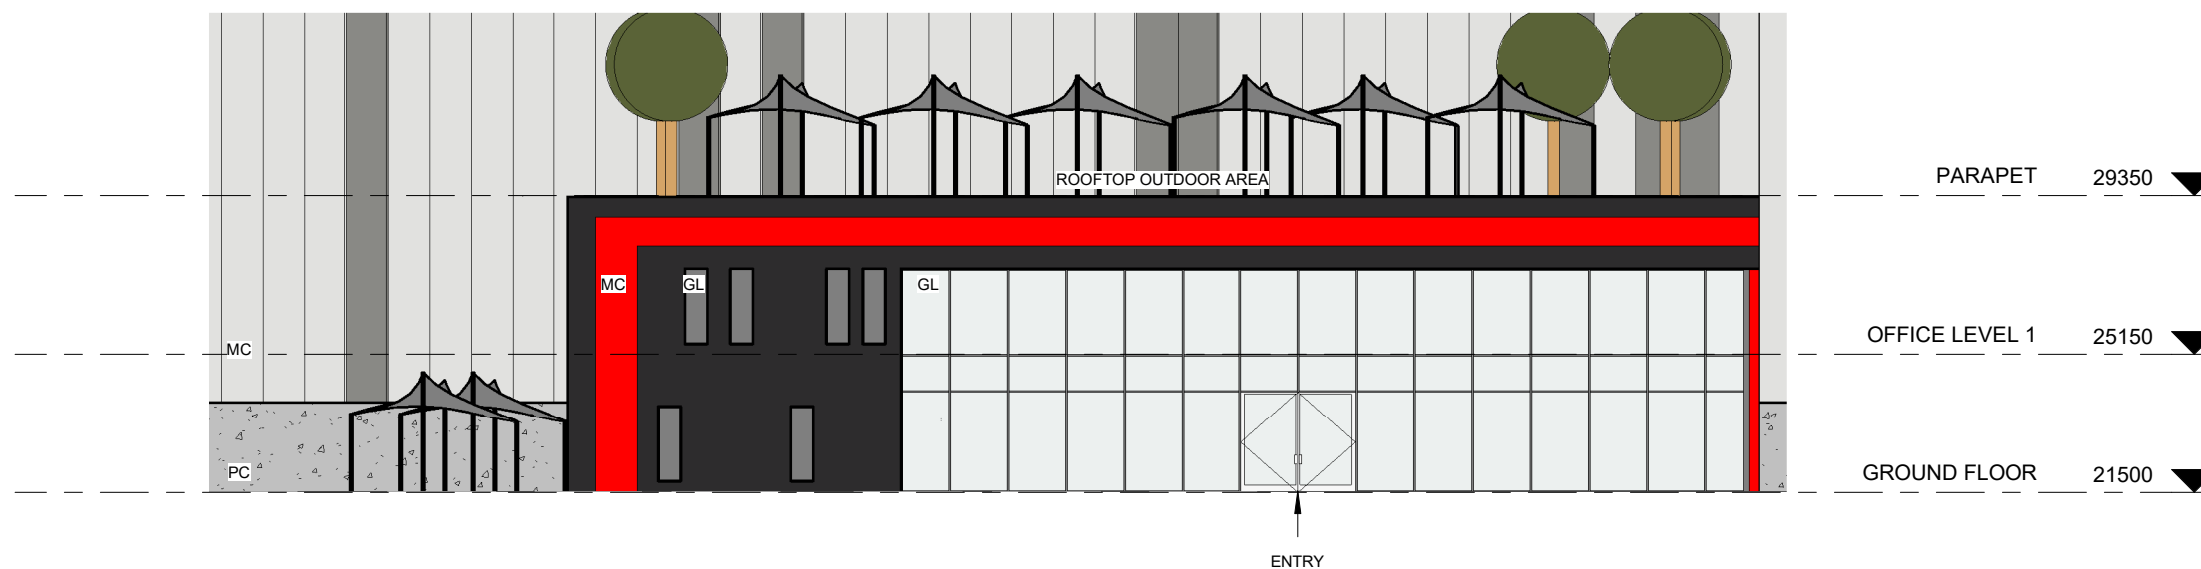 ROOFTOP OUTDOOR AREA
PARAPET 29350
MC GL GL
OFFICE LEVEL 1 25150
MC
PC
GROUND FLOOR 21500
ENTRY